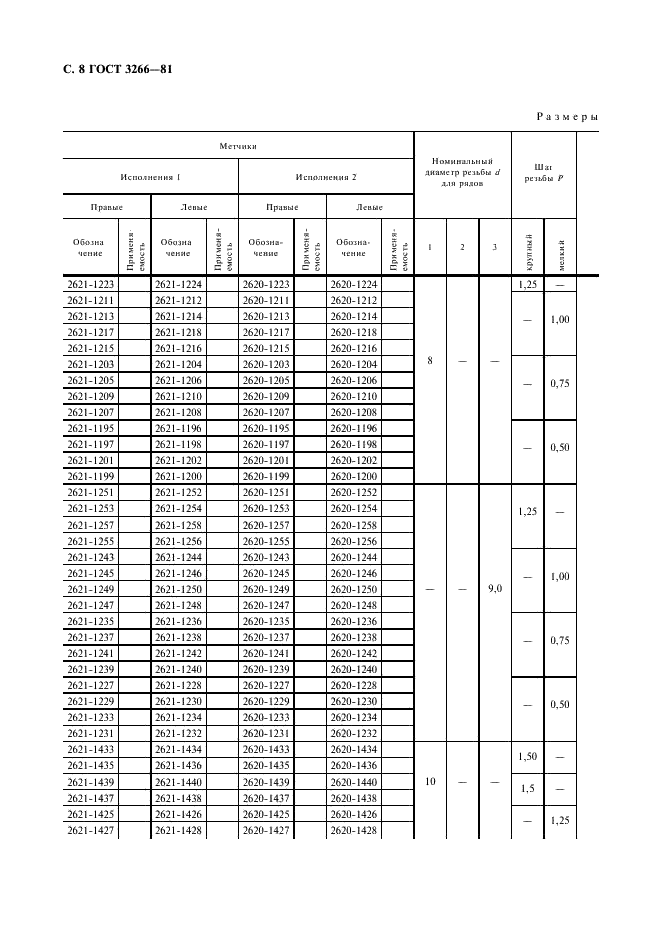 С. 8 ГОСТ 3266—81
Размеры
Метчики
Номинальный диаметр резьбы d для рядов
Шаг резьбы P
Исполнения 1 Исполнения 2
Правые Левые Правые Левые
Обозна чение Применя-емость Обозна чение Применя-емость Обозна-чение Применя-емость Обозна-чение Применя-емость 1 2 3 крупный мелкий
2621-1223 2621-1224 2620-1223 2620-1224 1,25 —
2621-1211 2621-1212 2620-1211 2620-1212
2621-1213 2621-1214 2620-1213 2620-1214 — 1,00
2621-1217 2621-1218 2620-1217 2620-1218
2621-1215 2621-1216 2620-1215 2620-1216
2621-1203 2621-1204 2620-1203 2620-1204 8 — —
2621-1205 2621-1206 2620-1205 2620-1206 — 0,75
2621-1209 2621-1210 2620-1209 2620-1210
2621-1207 2621-1208 2620-1207 2620-1208
2621-1195 2621-1196 2620-1195 2620-1196
2621-1197 2621-1198 2620-1197 2620-1198 — 0,50
2621-1201 2621-1202 2620-1201 2620-1202
2621-1199 2621-1200 2620-1199 2620-1200
2621-1251 2621-1252 2620-1251 2620-1252
2621-1253 2621-1254 2620-1253 2620-1254 1,25 —
2621-1257 2621-1258 2620-1257 2620-1258
2621-1255 2621-1256 2620-1255 2620-1256
2621-1243 2621-1244 2620-1243 2620-1244
2621-1245 2621-1246 2620-1245 2620-1246 — 1,00
2621-1249 2621-1250 2620-1249 2620-1250 — — 9,0
2621-1247 2621-1248 2620-1247 2620-1248
2621-1235 2621-1236 2620-1235 2620-1236
2621-1237 2621-1238 2620-1237 2620-1238 — 0,75
2621-1241 2621-1242 2620-1241 2620-1242
2621-1239 2621-1240 2620-1239 2620-1240
2621-1227 2621-1228 2620-1227 2620-1228
2621-1229 2621-1230 2620-1229 2620-1230 — 0,50
2621-1233 2621-1234 2620-1233 2620-1234
2621-1231 2621-1232 2620-1231 2620-1232
2621-1433 2621-1434 2620-1433 2620-1434 1,50 —
2621-1435 2621-1436 2620-1435 2620-1436
2621-1439 2621-1440 2620-1439 2620-1440 10 — — 1,5 —
2621-1437 2621-1438 2620-1437 2620-1438
2621-1425 2621-1426 2620-1425 2620-1426 — 1,25
2621-1427 2621-1428 2620-1427 2620-1428